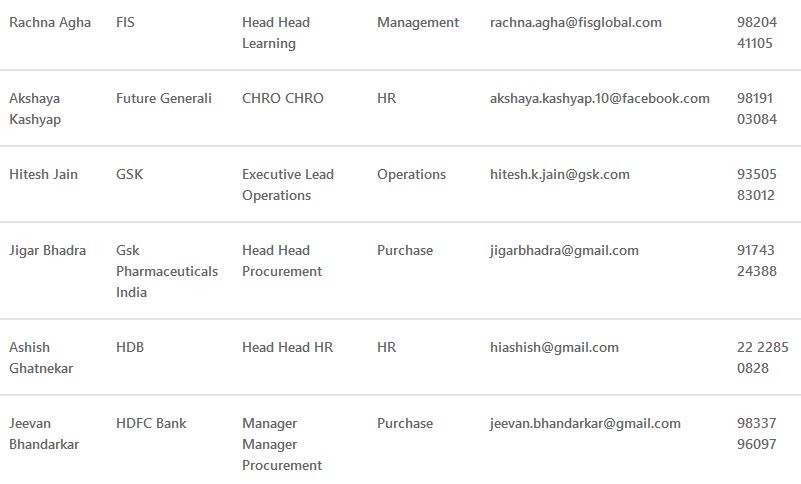 Rachna Agha FIS Head Head Management rachna.agha@fisglobal.com 98204
Learning 41105
Akshaya Future Generali CHRO CHRO HR akshaya.kashyap.10@facebook.com 98191
Kashyap 03084
Hitesh Jain GSK Executive Lead Operations hitesh.k.jain@gsk.com 93505
Operations 83012
Jigar Bhadra Gsk Head Head Purchase jigarbhadra@gmail.com 91743
Pharmaceuticals Procurement 24388
India
Ashish HDB Head Head HR HR hiashish@gmail.com 22 2285
Ghatnekar 0828
Jeevan HDFC Bank Manager Purchase jeevan.bhandarkar@gmail.com 98337
Bhandarkar Manager 96097
Procurement